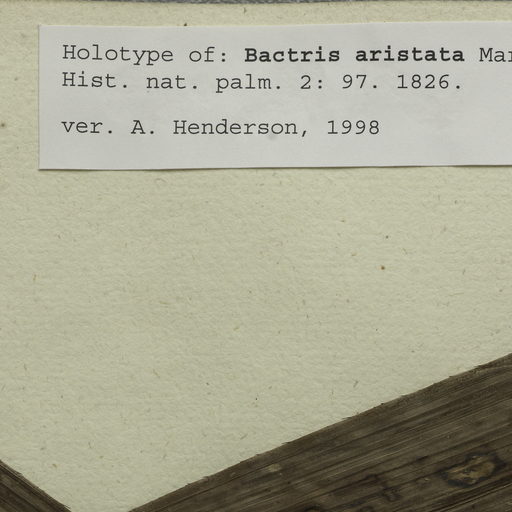 Holotype of: Bactris aristata Mar
Hist. nat. palm. 2: 97. 1826.
ver. A. Henderson, 1998